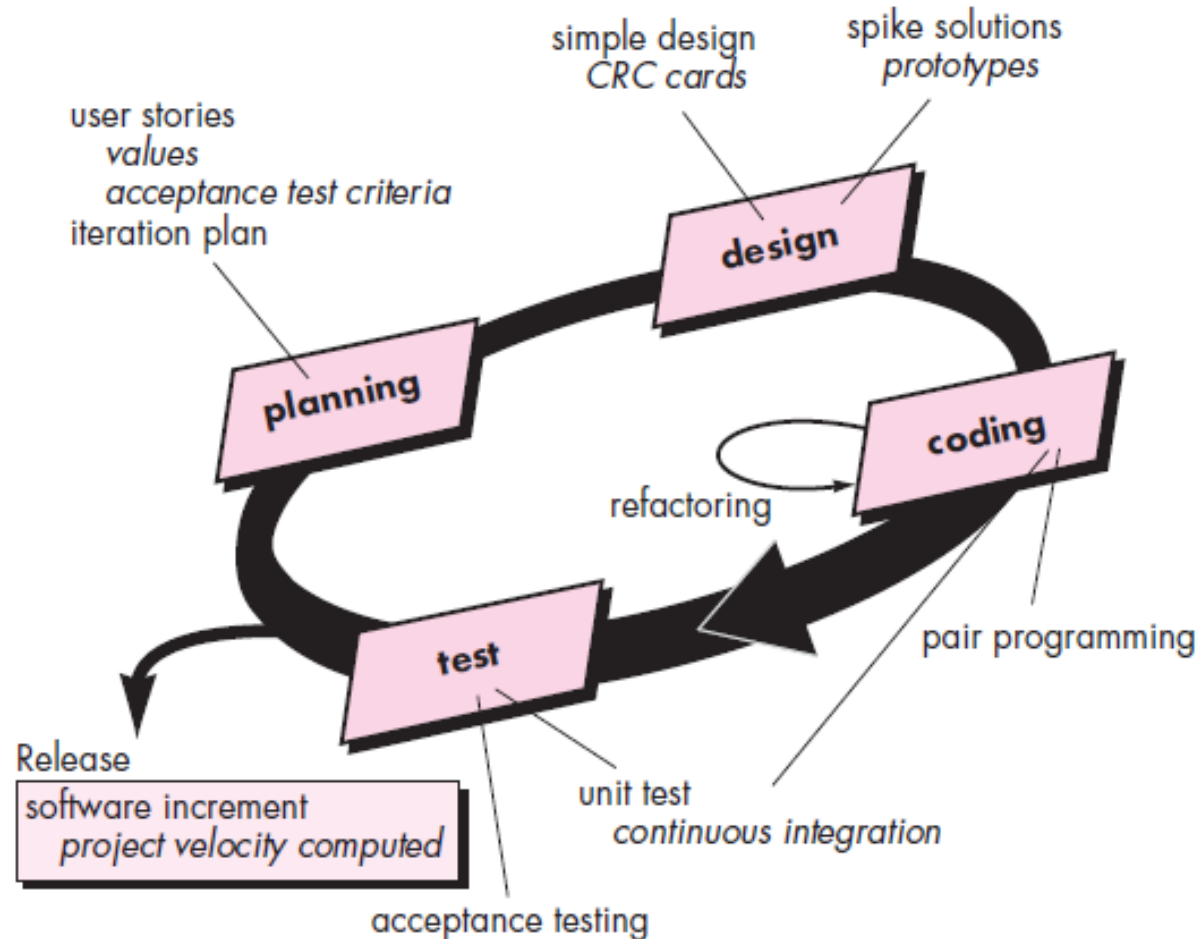 simple design
CRC cards
spike solutions
prototypes
user stories
values
acceptance test criteria
iteration plan
design
planning
coding
refactoring
test
pair programming
Release
software increment
project velocity computed
unit test
continuous integration
acceptance testing